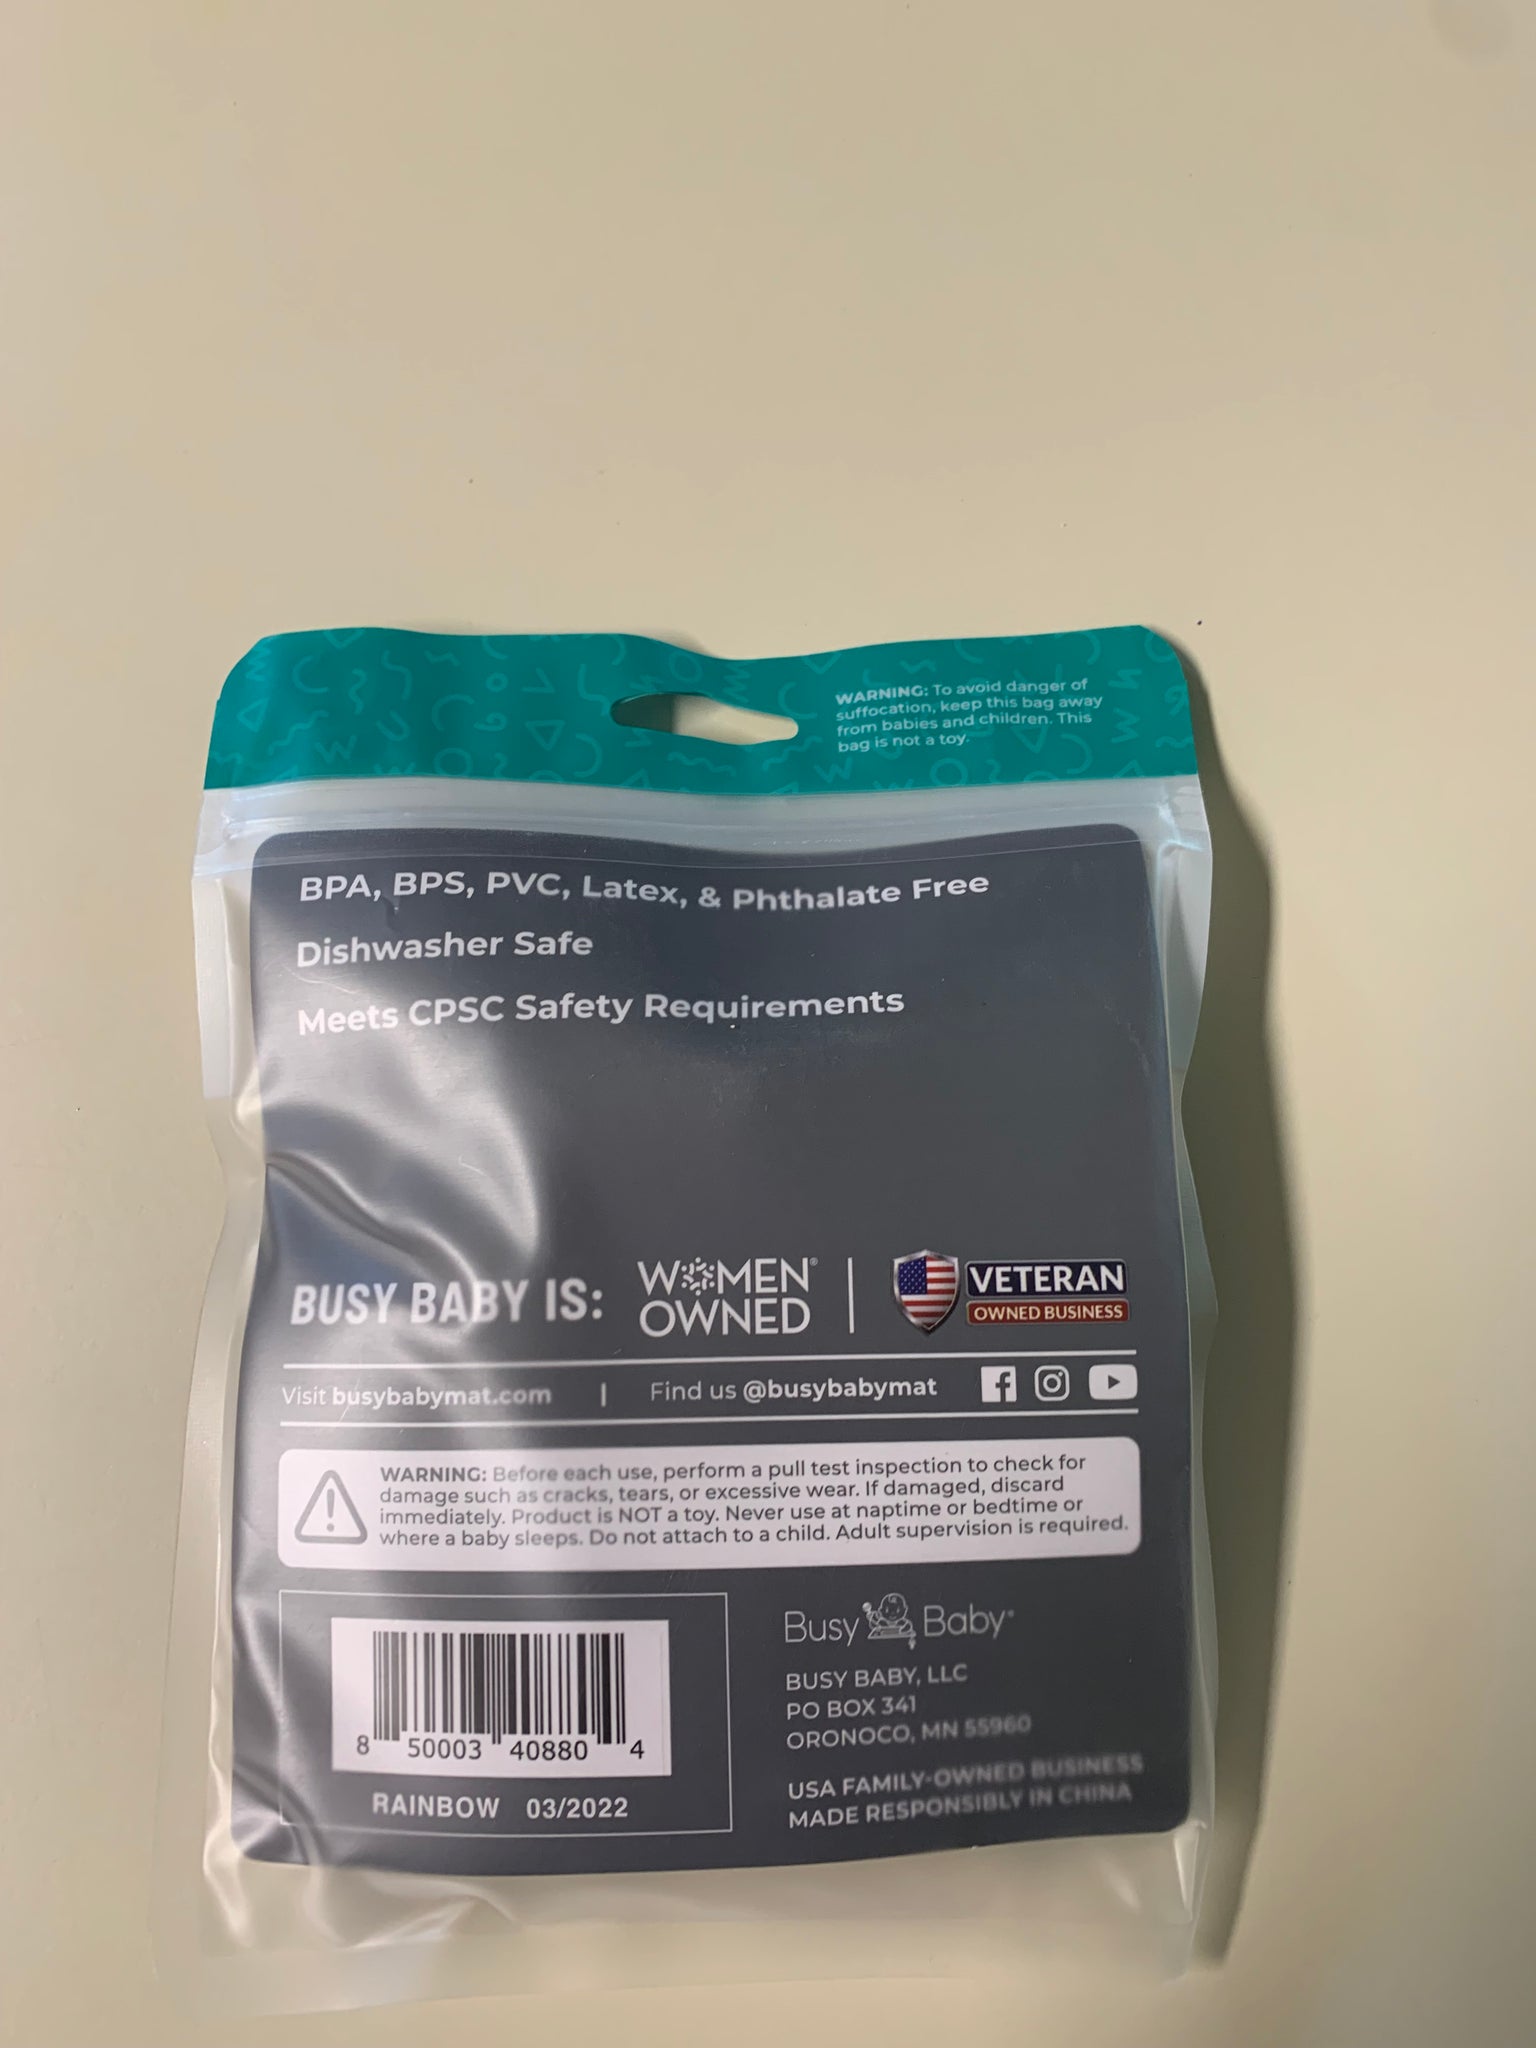 WARNING: To avoid danger of
suffocation, keep this bag away
from babies and children. This
bag is not a toy.
BPA, BPS, PVC, Latex, & Phthalate Free
Dishwasher Safe
Meets CPSC Safety Requirements
BUSY BABY IS:
WOMEN®
OWNED
VETERAN
OWNED BUSINESS
Visit busybabymat.com | Find us @busybabymat
WARNING: Before each use, perform a pull test inspection to check for
damage such as cracks, tears, or excessive wear. If damaged, discard
immediately. Product is NOT a toy. Never use at naptime or bedtime or
where a baby sleeps. Do not attach to a child. Adult supervision is required.
8 50003 40880 4
RAINBOW 03/2022
Busy Baby
BUSY BABY, LLC
PO BOX 341
ORONOCO, MN 55960
USA FAMILY-OWNED BUSINESS
MADE RESPONSIBLY IN CHINA